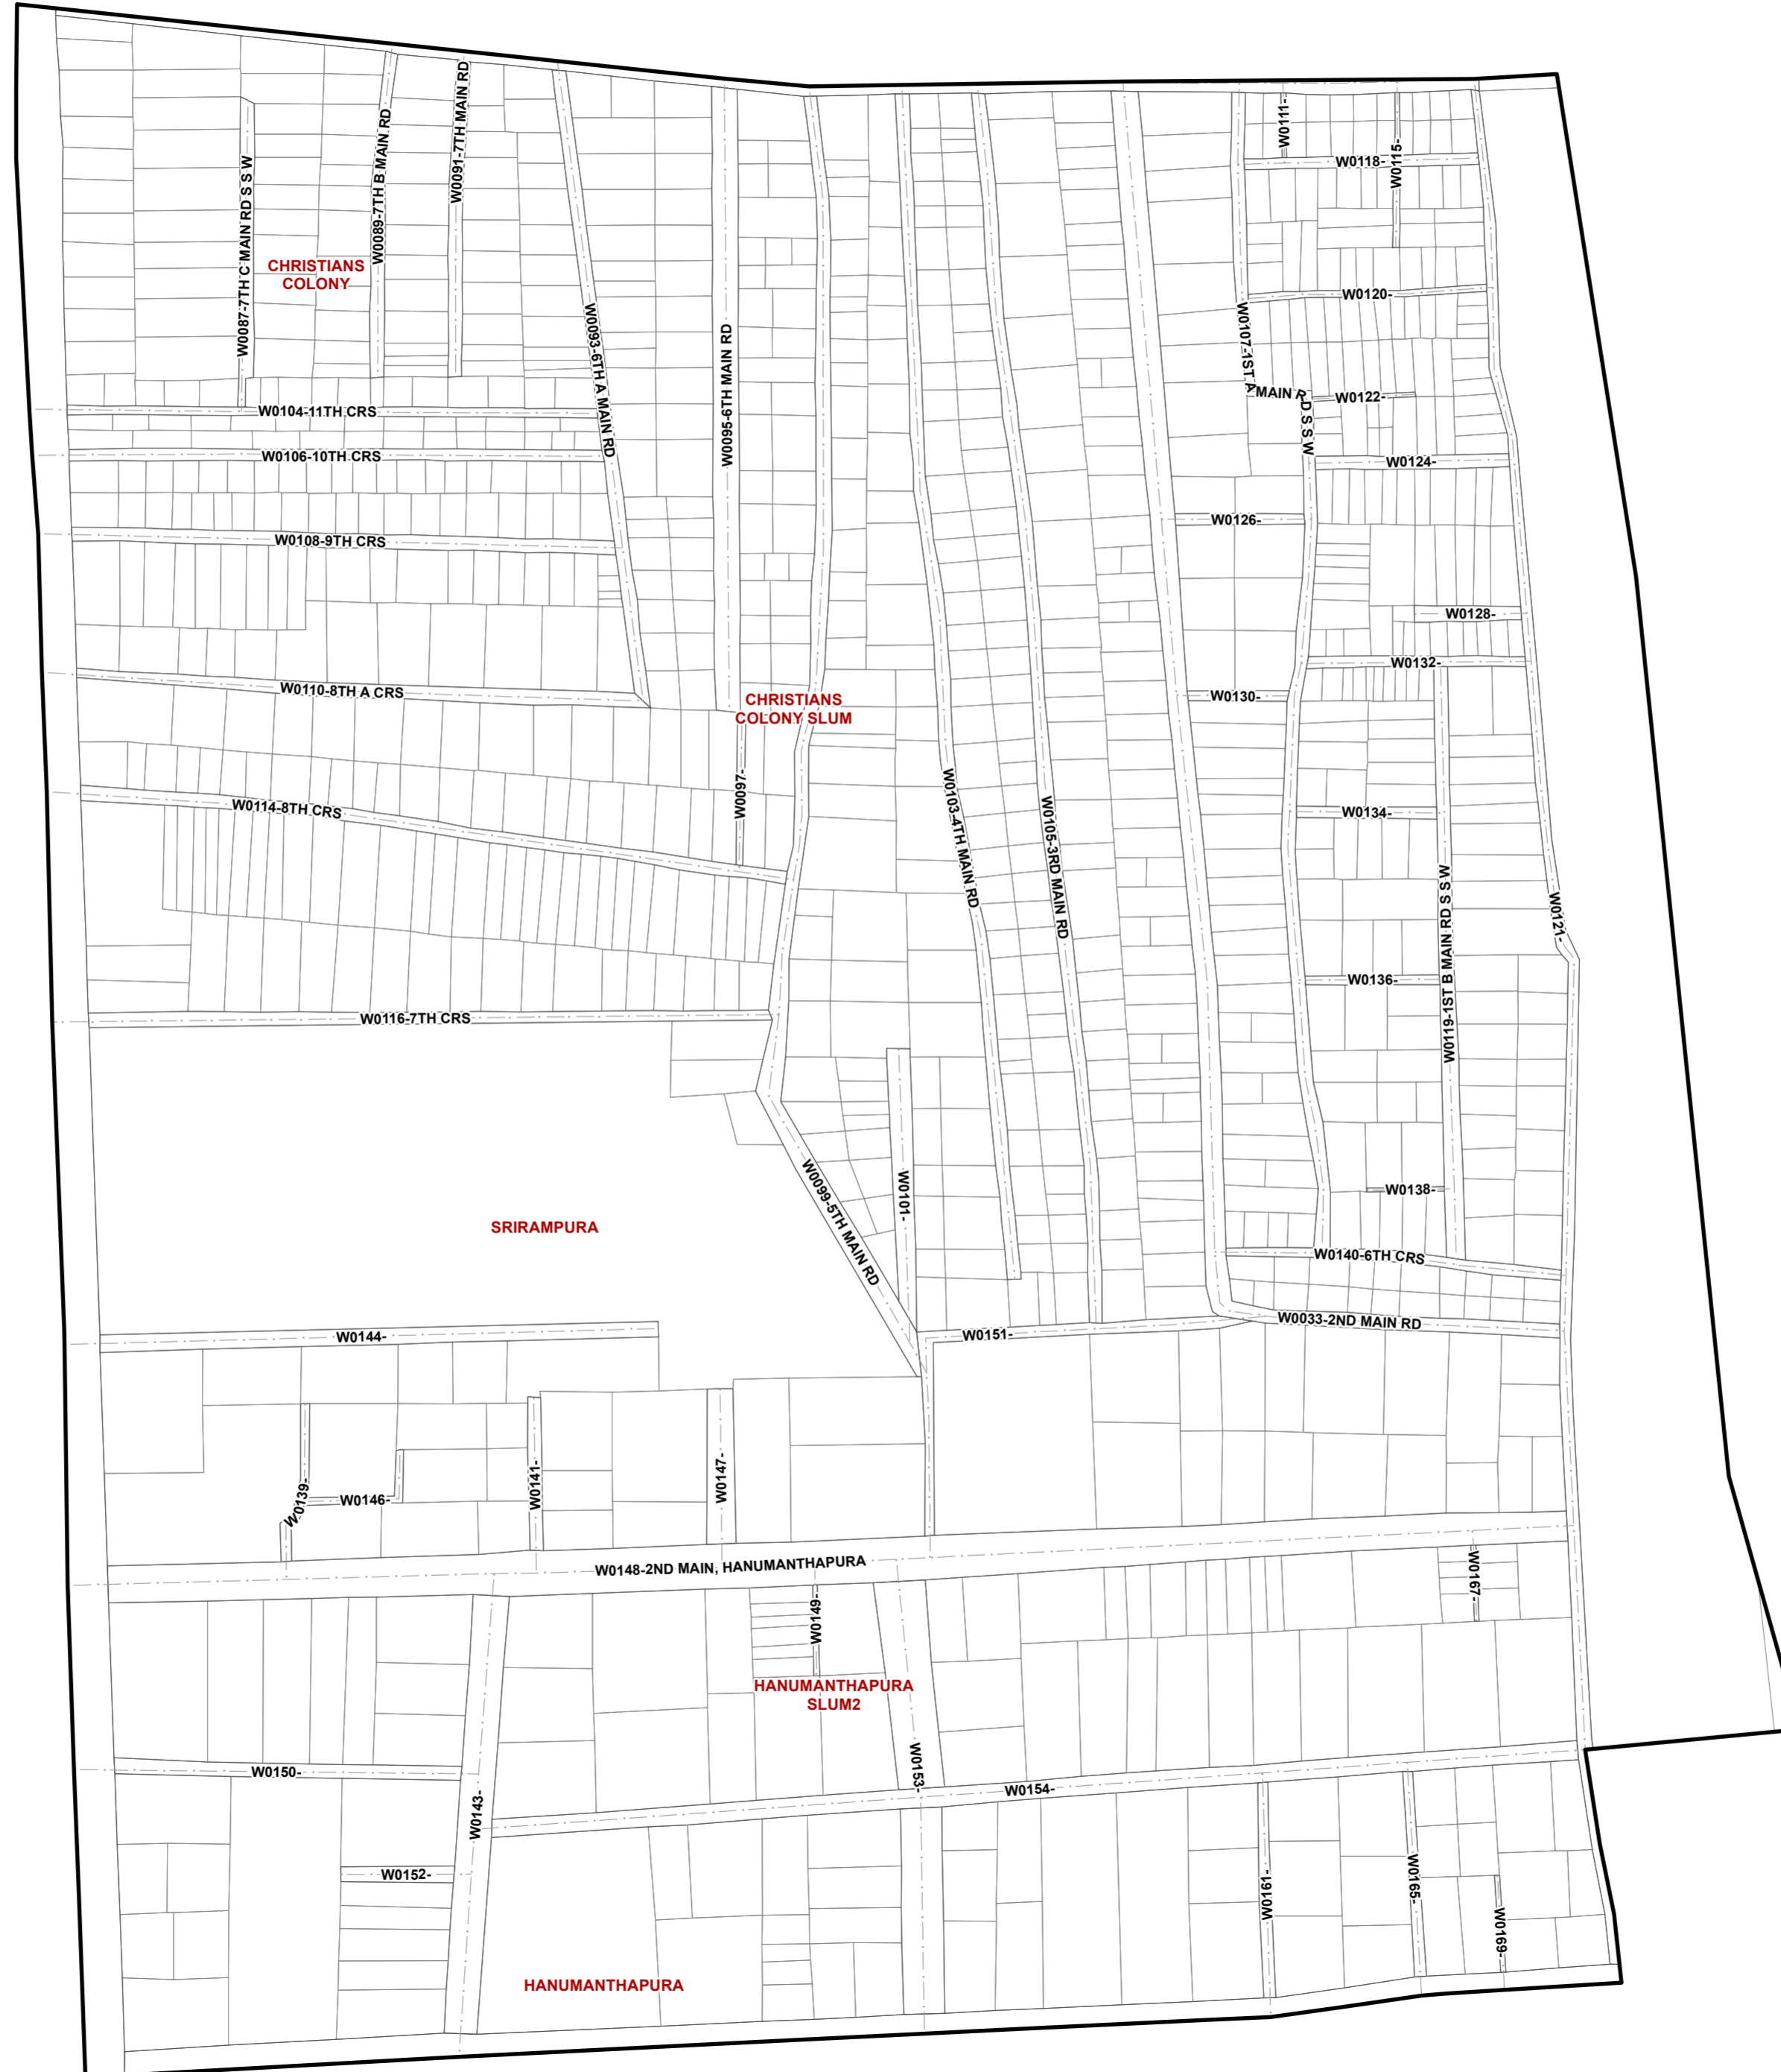 W0087-7TH C MAIN RD S S W
W0089-7TH B MAIN RD
W0091-7TH MAIN RD
W0111-
W0115-
W0118-
CHRISTIANS
COLONY
W0093-6TH A MAIN RD
W0095-6TH MAIN RD
W0107-1ST A MAIN RD S S W
W0120-
W0122-
W0104-11TH CRS
W0106-10TH CRS
W0124-
W0126-
W0108-9TH CRS
W0128-
W0132-
W0130-
W0110-8TH A CRS
CHRISTIANS
COLONY SLUM
W0097-
W0114-8TH CRS
W0103-4TH MAIN RD
W0105-3RD MAIN RD
W0134-
W0119-1ST B MAIN RD S S W
W0121-
W0136-
W0116-7TH CRS
W0099-5TH MAIN RD
W0101-
W0138-
SRIRAMPURA
W0140-6TH CRS
W0033-2ND MAIN RD
W0144-
W0151-
W0139-
W0146-
W0141-
W0147-
W0148-2ND MAIN, HANUMANTHAPURA
W0149-
W0167-
HANUMANTHAPURA
SLUM2
W0150-
W0143-
W0153-
W0154-
W0152-
W0161-
W0165-
W0169-
HANUMANTHAPURA